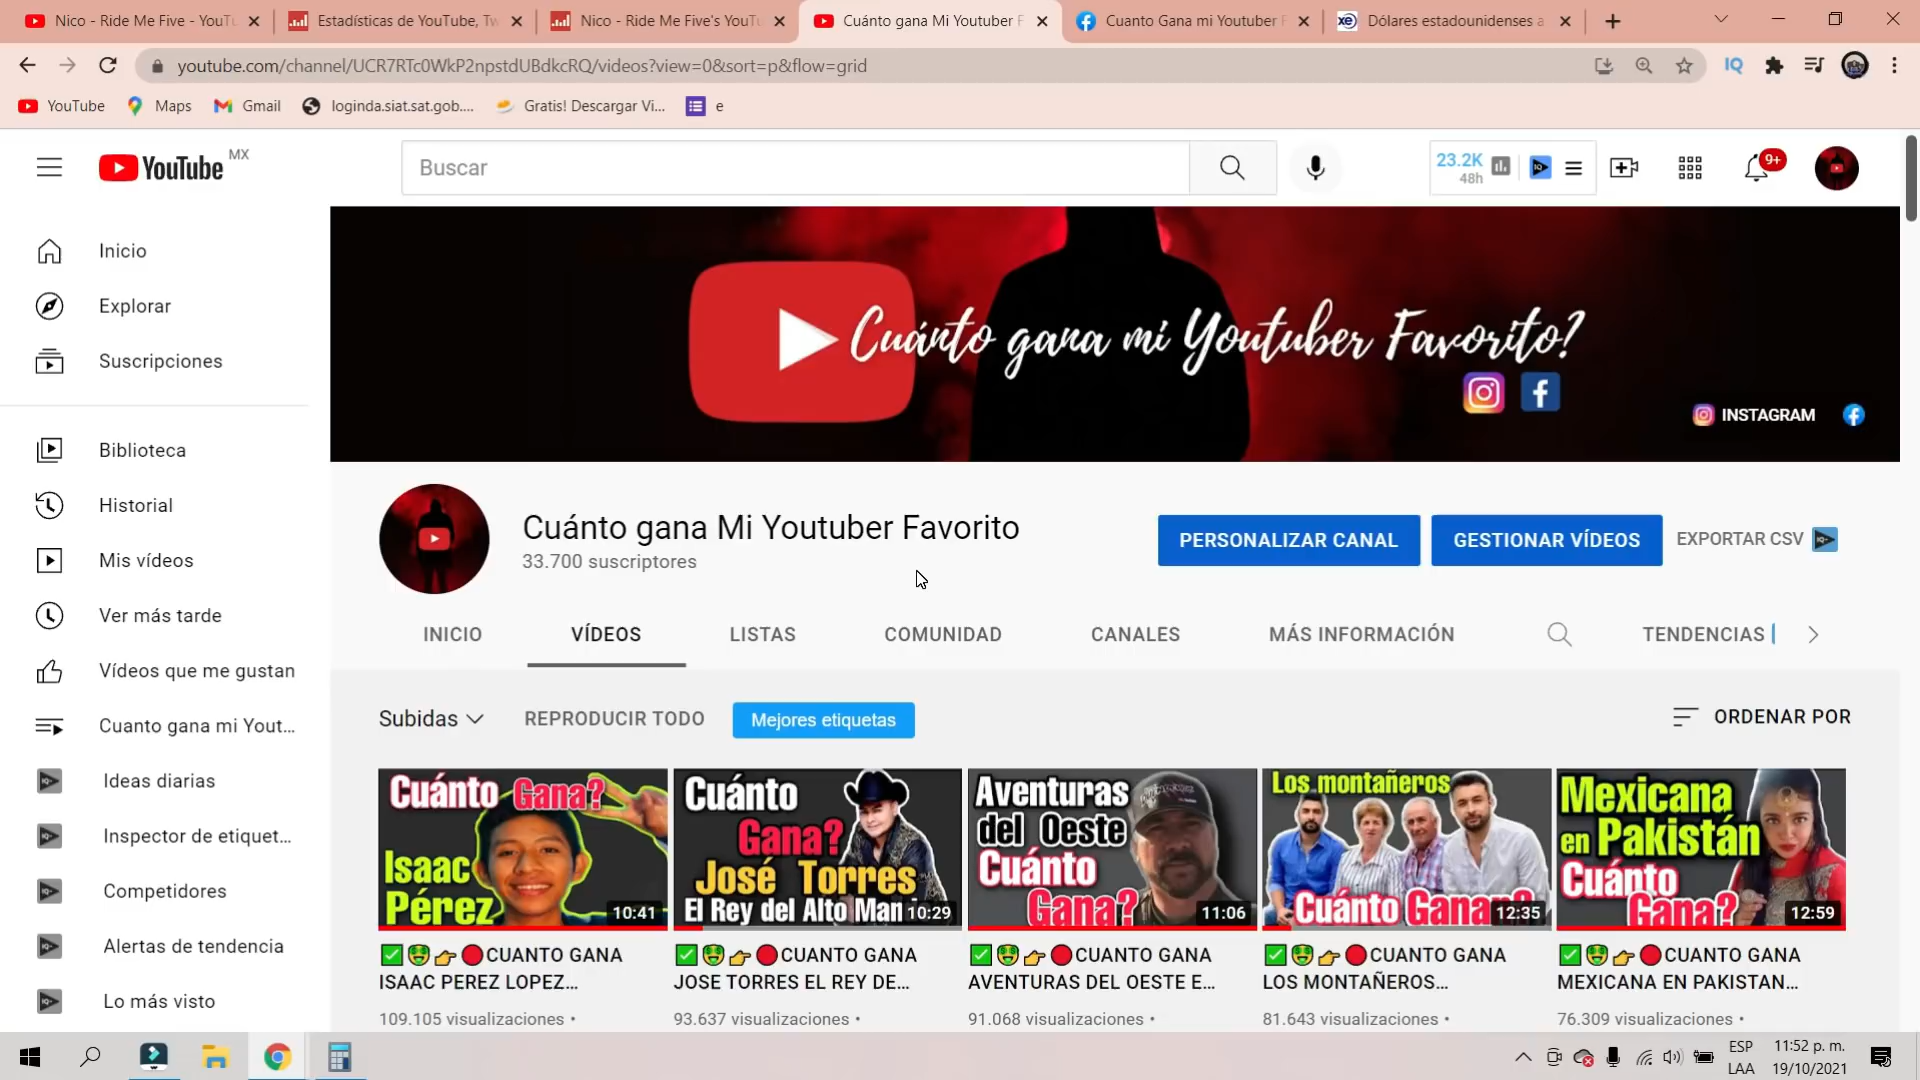 Nico - Ride Me Five - YouT
Estadísticas de YouTube, Tw
Nico - Ride Me Five's YouTu
Cuánto gana Mi Youtuber F
Cuanto Gana mi Youtuber F
Dólares estadounidenses a
youtube.com/channel/UCR7RTc0WkP2npstdUBdkcRQ/videos?view=0&sort=p&flow=grid
YouTube
Maps
Gmail
loginda.siat.sat.gob....
Gratis! Descargar Vi...
e
YouTube MX
Buscar
23.2K
48h
9+
Inicio
Explorar
Suscripciones
Biblioteca
Historial
Mis vídeos
Ver más tarde
Vídeos que me gustan
Cuanto gana mi Yout...
Ideas diarias
Inspector de etiquet...
Competidores
Alertas de tendencia
Lo más visto
Cuánto gana mi Youtuber Favorito?
INSTAGRAM
Cuánto gana Mi Youtuber Favorito
33.700 suscriptores
PERSONALIZAR CANAL
GESTIONAR VÍDEOS
EXPORTAR CSV
INICIO
VÍDEOS
LISTAS
COMUNIDAD
CANALES
MÁS INFORMACIÓN
TENDENCIAS
Subidas
REPRODUCIR TODO
Mejores etiquetas
ORDENAR POR
Cuánto Gana?
Isaac
Pérez
10:41
CUANTO GANA
ISAAC PEREZ LOPEZ...
109.105 visualizaciones •
Cuánto
Gana?
José Torres
El Rey del Alto Man
10:29
CUANTO GANA
JOSE TORRES EL REY DE...
93.637 visualizaciones •
Aventuras
del Oeste
Cuánto
Gana?
11:06
CUANTO GANA
AVENTURAS DEL OESTE E...
91.068 visualizaciones •
Los montañeros
Cuánto Ganan?
12:35
CUANTO GANA
LOS MONTAÑEROS...
81.643 visualizaciones •
Mexicana
en Pakistán
Cuánto
Gana?
12:59
CUANTO GANA
MEXICANA EN PAKISTAN...
76.309 visualizaciones •
ESP
LAA
11:52 p. m.
19/10/2021